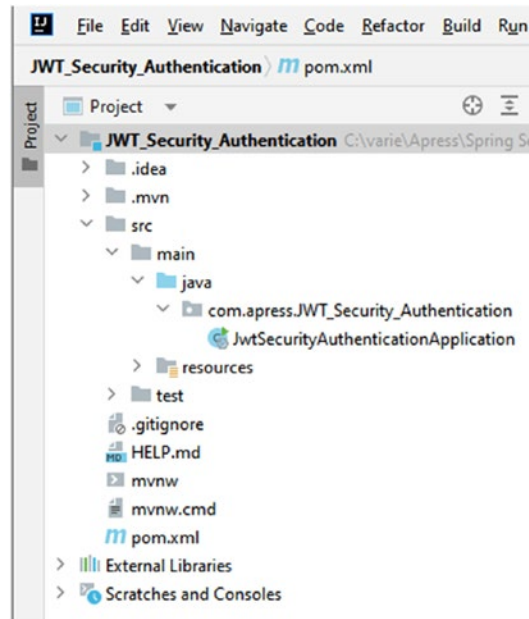 File Edit View Navigate Code Refactor Build Run
JWT_Security_Authentication pom.xml
Project
Project
JWT_Security_Authentication C:\varie\Apress\Spring
.idea
.mvn
src
main
java
com.apress.JWT_Security_Authentication
JwtSecurityAuthenticationApplication
resources
test
.gitignore
HELP.md
mvnw
mvnw.cmd
pom.xml
External Libraries
Scratches and Consoles